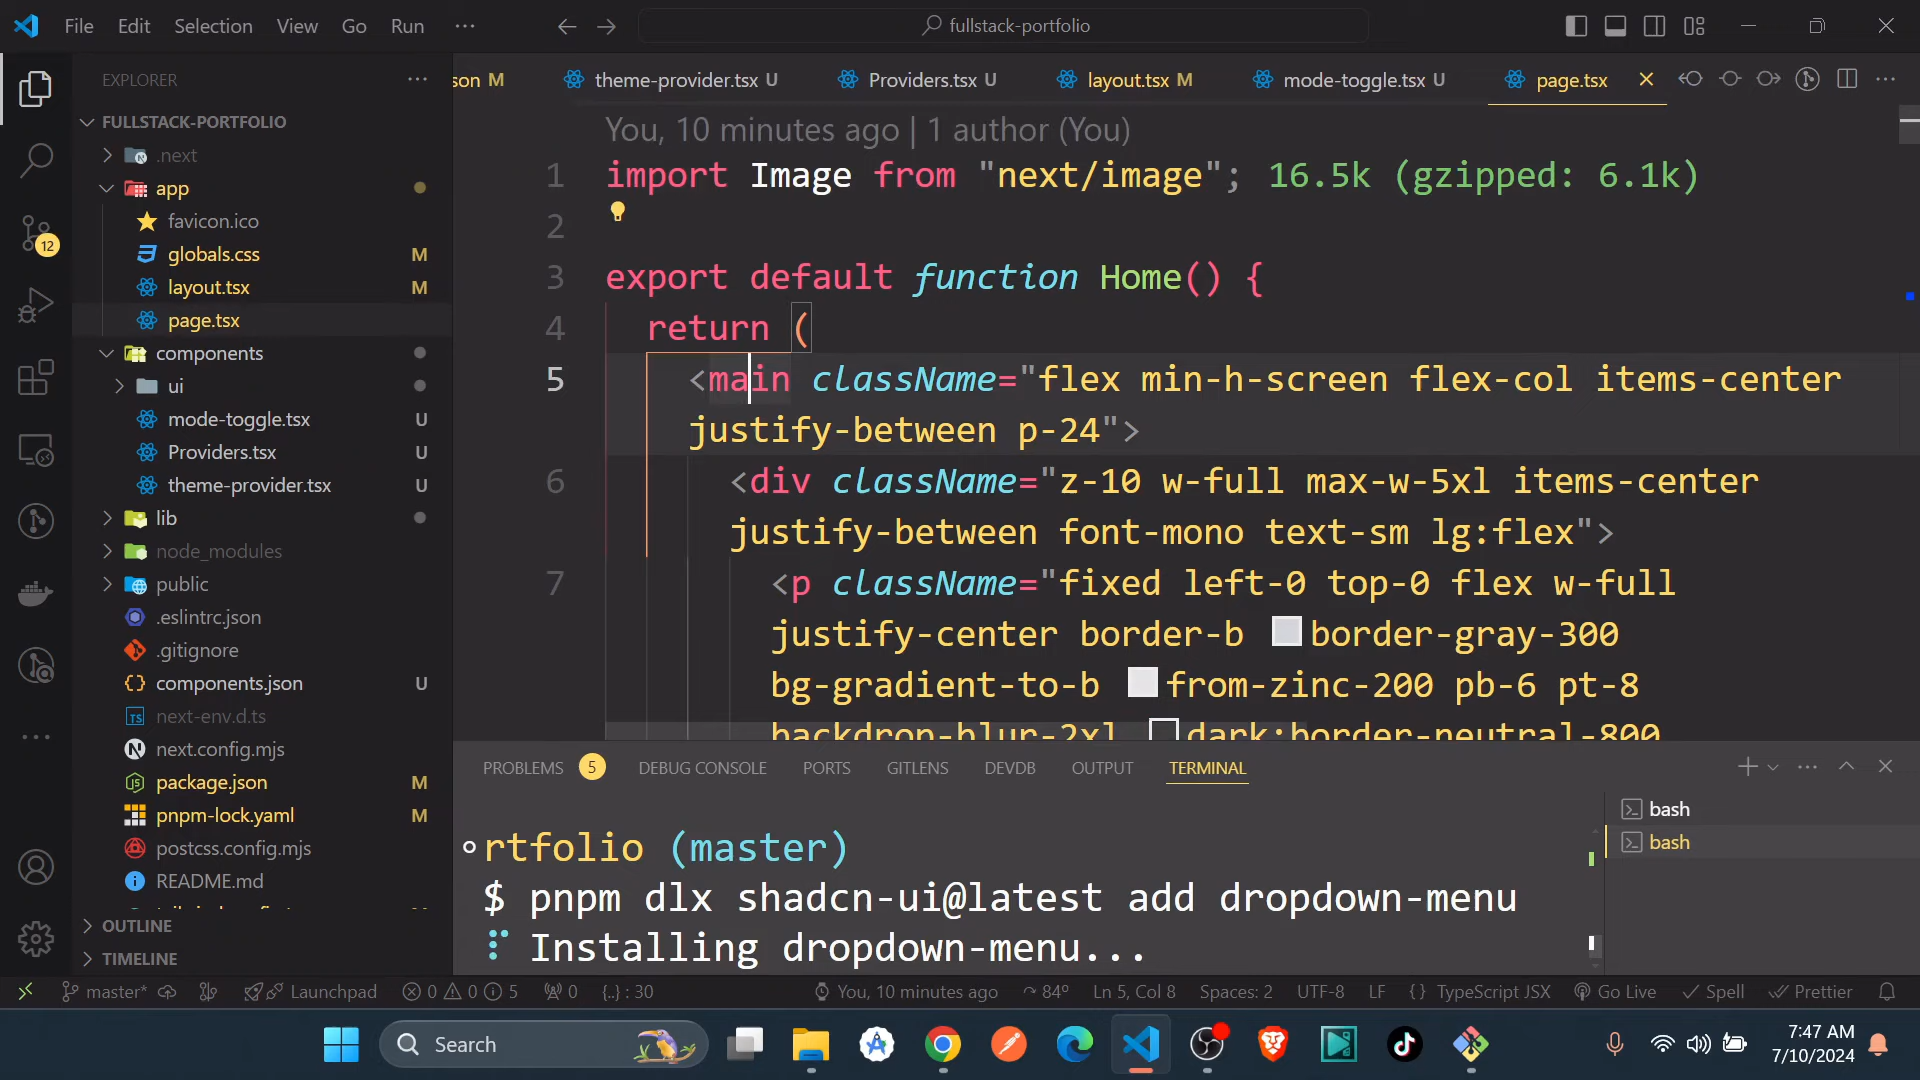 File Edit Selection View Go Run ...
fullstack-portfolio
EXPLORER
FULLSTACK-PORTFOLIO
.next
app
favicon.ico
globals.css M
layout.tsx M
page.tsx
components
ui
mode-toggle.tsx U
Providers.tsx U
theme-provider.tsx U
lib
node_modules
public
.eslintrc.json
.gitignore
components.json U
next-env.d.ts
next.config.mjs
package.json M
pnpm-lock.yaml M
postcss.config.mjs
README.md
OUTLINE
TIMELINE
12
son M theme-provider.tsx U Providers.tsx U layout.tsx M mode-toggle.tsx U page.tsx
You, 10 minutes ago | 1 author (You)
1 import Image from "next/image"; 16.5k (gzipped: 6.1k)
2
3 export default function Home() {
4 return (
5 <main className="flex min-h-screen flex-col items-center
justify-between p-24">
6 <div className="z-10 w-full max-w-5xl items-center
justify-between font-mono text-sm lg:flex">
7 <p className="fixed left-0 top-0 flex w-full
justify-center border-b border-gray-300
bg-gradient-to-b from-zinc-200 pb-6 pt-8
backdrop-blur-2xl dark:border-neutral-800
PROBLEMS 5 DEBUG CONSOLE PORTS GITLENS DEVDB OUTPUT TERMINAL
rtfolio (master)
$ pnpm dlx shadcn-ui@latest add dropdown-menu
Installing dropdown-menu...
bash
bash
master* Launchpad 0 0 5 0 {..} : 30 You, 10 minutes ago 84° Ln 5, Col 8 Spaces: 2 UTF-8 LF {} TypeScript JSX Go Live Spell Prettier
Search
7:47 AM
7/10/2024